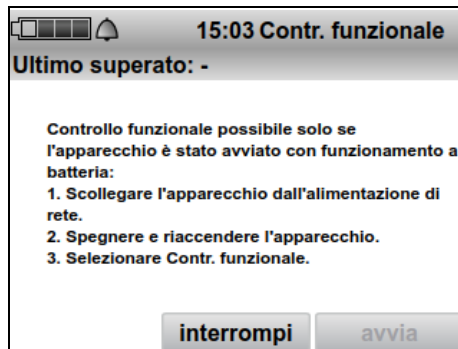 15:03 Contr. funzionale
Ultimo superato: -
Controllo funzionale possibile solo se
l'apparecchio è stato avviato con funzionamento a
batteria:
1. Scollegare l'apparecchio dall'alimentazione di
rete.
2. Spegnere e riaccendere l'apparecchio.
3. Selezionare Contr. funzionale.
interrompi avvia